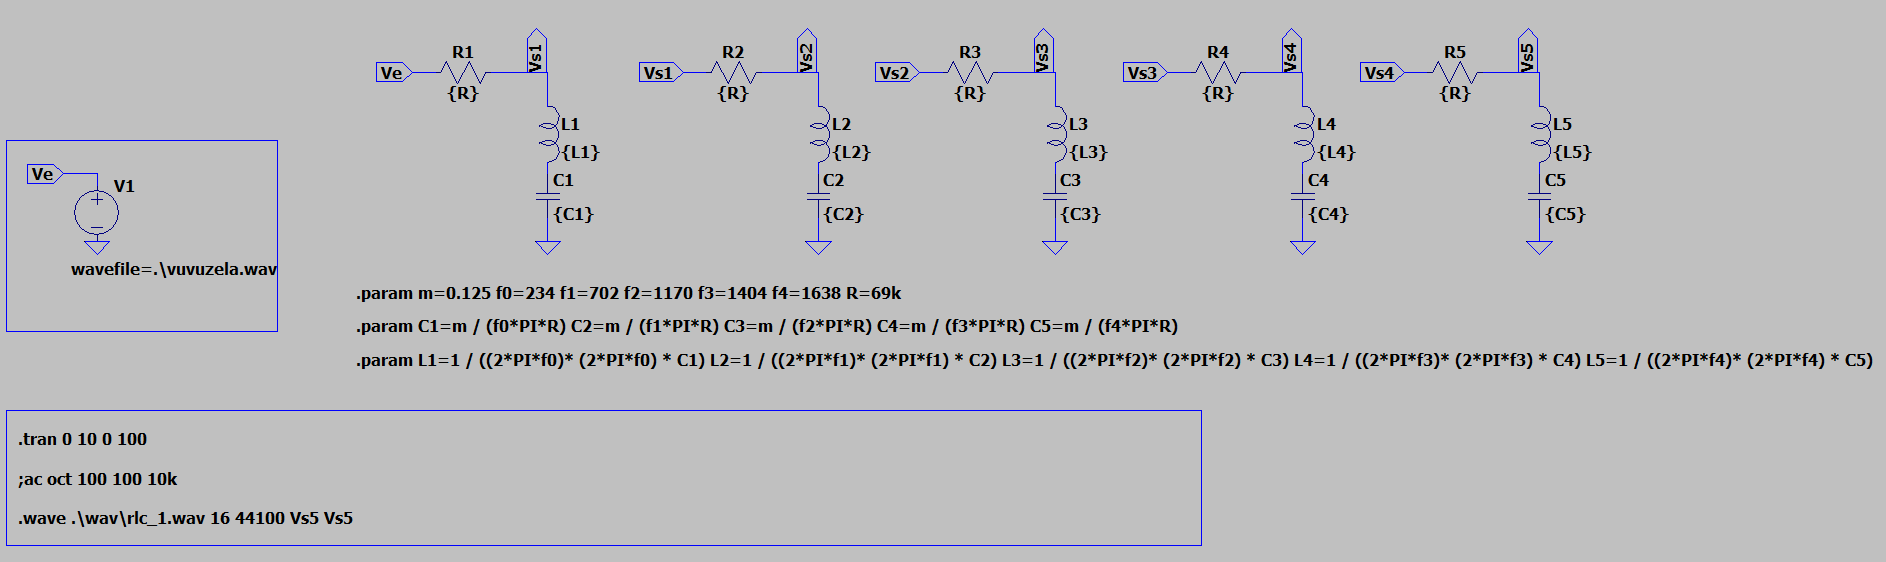 R1 R2 R3 R4 R5
Vs1 Vs2 Vs3 Vs4 Vs5
Ve Vs1 Vs2 Vs3 Vs4
{R} {R} {R} {R} {R}
L1 L2 L3 L4 L5
{L1} {L2} {L3} {L4} {L5}
Ve
C1 C2 C3 C4 C5
V1
{C1} {C2} {C3} {C4} {C5}
wavefile=.\vuvuzela.wav
.param m=0.125 f0=234 f1=702 f2=1170 f3=1404 f4=1638 R=69k
.param C1=m / (f0*PI*R) C2=m / (f1*PI*R) C3=m / (f2*PI*R) C4=m / (f3*PI*R) C5=m / (f4*PI*R)
.param L1=1 / ((2*PI*f0)* (2*PI*f0) * C1) L2=1 / ((2*PI*f1)* (2*PI*f1) * C2) L3=1 / ((2*PI*f2)* (2*PI*f2) * C3) L4=1 / ((2*PI*f3)* (2*PI*f3) * C4) L5=1 / ((2*PI*f4)* (2*PI*f4) * C5)
.tran 0 10 0 100
;ac oct 100 100 10k
.wave .\wav\rlc_1.wav 16 44100 Vs5 Vs5